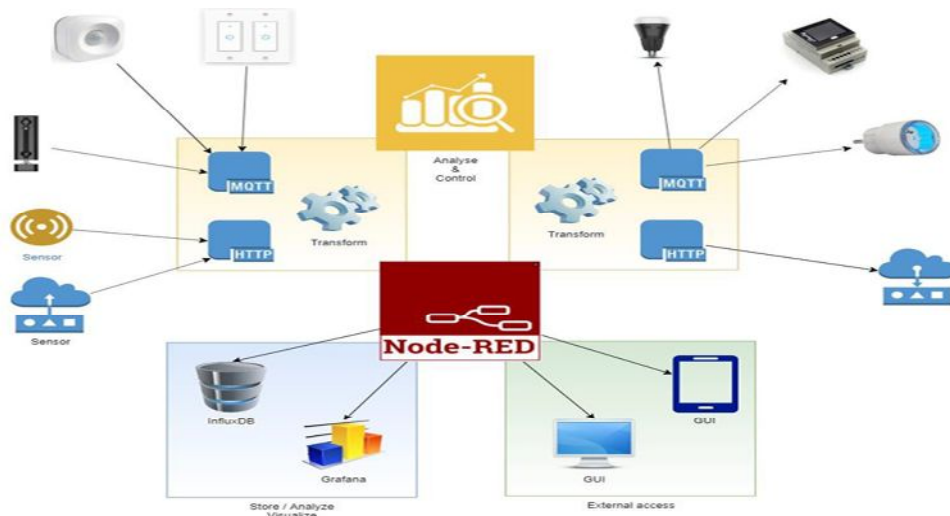 Analyse
&
Control
MQTT
Transform
HTTP
MQTT
Transform
HTTP
Sensor
Sensor
Node-RED
InfluxDB
Grafana
GUI
GUI
Store / Analyze
Visualize
External access